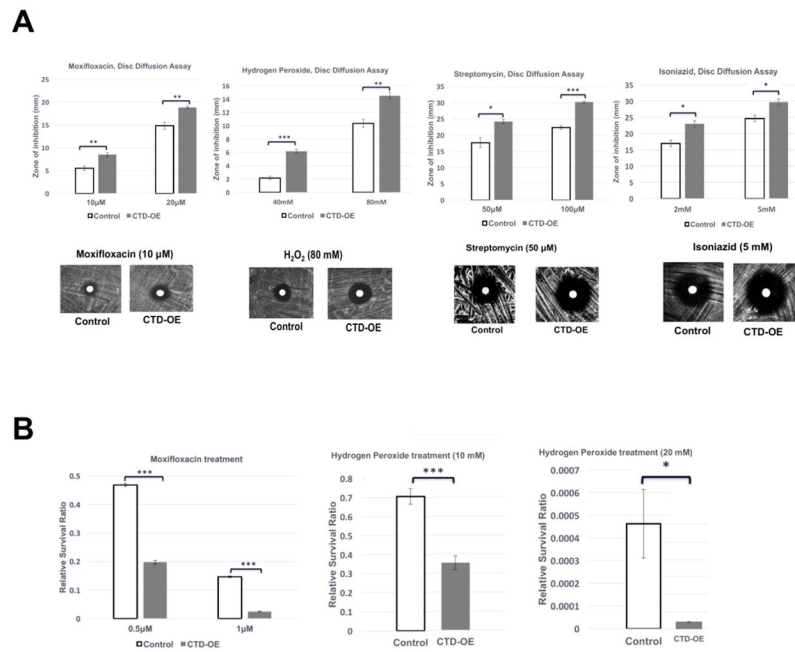 A
Moxifloxacin, Disc Diffusion Assay
Zone of inhibition (mm)
25
20
15
10
5
0
**
**
10µM
20µM
Control CTD-OE
Hydrogen Peroxide, Disc Diffusion Assay
Zone of inhibition (mm)
16
14
12
10
8
6
4
2
0
***
**
40mM
80mM
Control CTD-OE
Streptomycin, Disc Diffusion Assay
Zone of inhibition (mm)
35
30
25
20
15
10
5
0
*
***
50µM
100µM
Control CTD-OE
Isoniazid, Disc Diffusion Assay
Zone of inhibition (mm)
35
30
25
20
15
10
5
0
*
*
2mM
5mM
Control CTD-OE
Moxifloxacin (10 µM)
Control
CTD-OE
H₂O₂ (80 mM)
Control
CTD-OE
Streptomycin (50 µM)
Control
CTD-OE
Isoniazid (5 mM)
Control
CTD-OE
B
Moxifloxacin treatment
Relative Survival Ratio
0.5
0.4
0.3
0.2
0.1
0
***
***
0.5µM
1µM
Control CTD-OE
Hydrogen Peroxide treatment (10 mM)
Relative Survival Ratio
0.8
0.7
0.6
0.5
0.4
0.3
0.2
0.1
0
***
Control
CTD-OE
Hydrogen Peroxide treatment (20 mM)
Relative Survival Ratio
0.0007
0.0006
0.0005
0.0004
0.0003
0.0002
0.0001
0
*
Control
CTD-OE